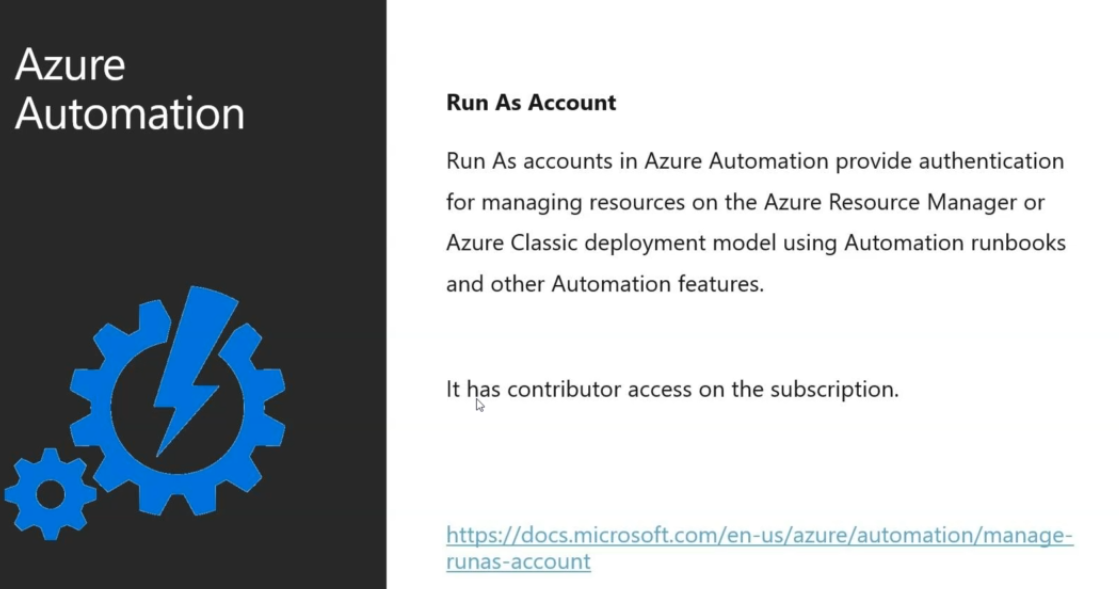 Azure
Automation
Run As Account
Run As accounts in Azure Automation provide authentication
for managing resources on the Azure Resource Manager or
Azure Classic deployment model using Automation runbooks
and other Automation features.
It has contributor access on the subscription.
https://docs.microsoft.com/en-us/azure/automation/manage-
runas-account